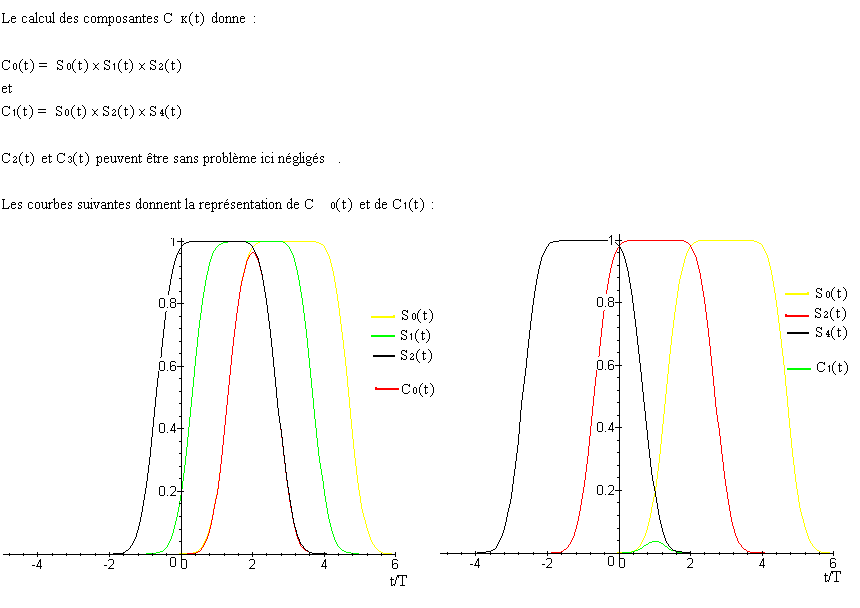 Le calcul des composantes C K(t) donne :
C0(t) = S0(t) x S1(t) x S2(t)
et
C1(t) = S0(t) x S2(t) x S4(t)
C2(t) et C3(t) peuvent être sans problème ici négligés .
Les courbes suivantes donnent la représentation de C 0(t) et de C1(t) :
1
0.8
0.6
0.4
0.2
0
-4
-2
0
2
4
6
t/T
S0(t)
S1(t)
S2(t)
C0(t)
1
0.8
0.6
0.4
0.2
0
-4
-2
0
2
4
6
t/T
S0(t)
S2(t)
S4(t)
C1(t)